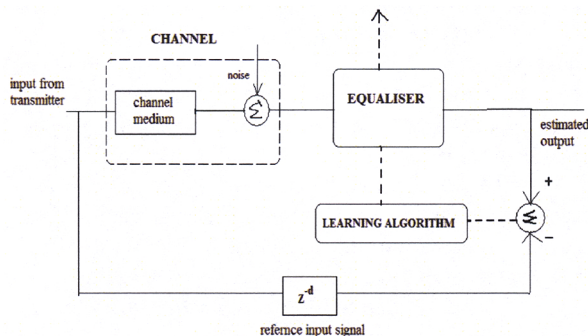 CHANNEL
input from
transmitter
noise
channel
medium
Σ
EQUALISER
estimated
output
+
LEARNING ALGORITHM
Σ
−
z⁻ᵈ
refernce input signal